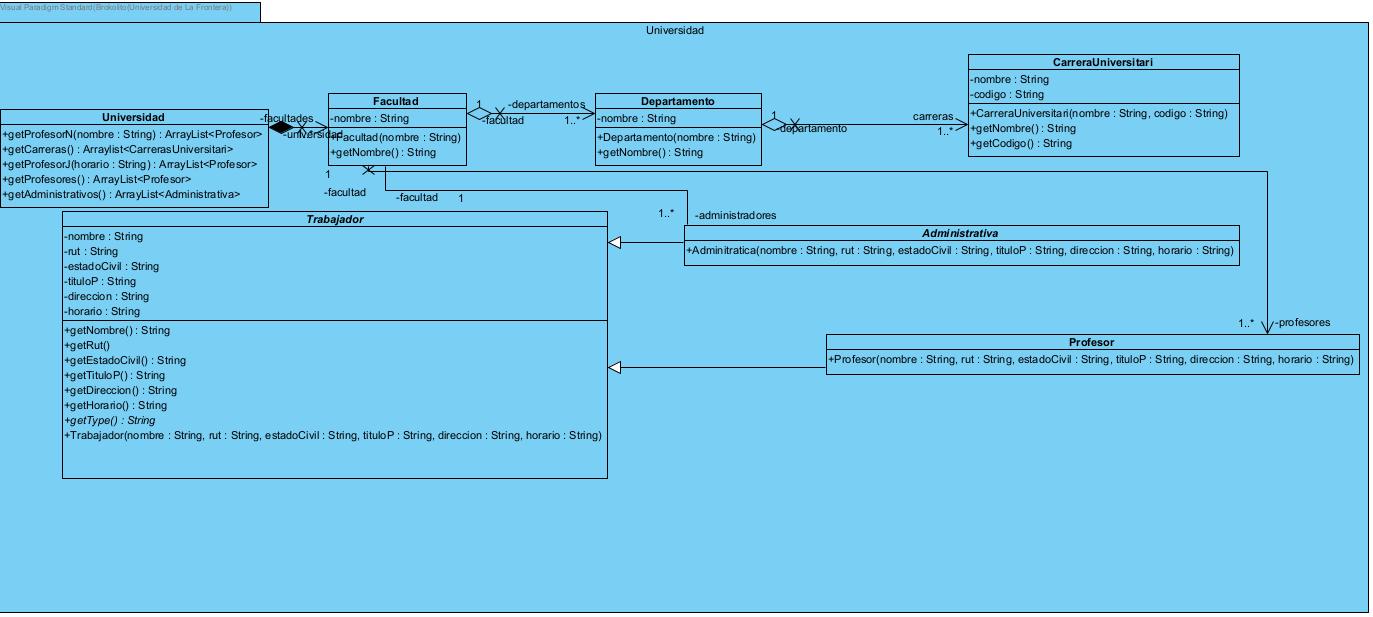 Visual Paradigm Standard(Brokolito(Universidad de La Frontera))
Universidad
CarreraUniversitari
-nombre : String
-codigo : String
+CarreraUniversitari(nombre : String, codigo : String)
+getNombre() : String
+getCodigo() : String
Facultad
-nombre : String
+Facultad(nombre : String)
+getNombre() : String
1
-departamentos
-facultad
1..*
Departamento
-nombre : String
+Departamento(nombre : String)
+getNombre() : String
1
-departamento
carreras
1..*
Universidad
+getProfesorN(nombre : String) : ArrayList<Profesor>
+getCarreras() : Arraylist<CarrerasUniversitari>
+getProfesorJ(horario : String) : ArrayList<Profesor>
+getProfesores() : ArrayList<Profesor>
+getAdministrativos() : ArrayList<Administrativa>
-facultades
-universidad
1
-facultad
-facultad
1
1..*
-administradores
Trabajador
-nombre : String
-rut : String
-estadoCivil : String
-tituloP : String
-direccion : String
-horario : String
+getNombre() : String
+getRut()
+getEstadoCivil() : String
+getTituloP() : String
+getDireccion() : String
+getHorario() : String
+getType() : String
+Trabajador(nombre : String, rut : String, estadoCivil : String, tituloP : String, direccion : String, horario : String)
Administrativa
+Adminitratica(nombre : String, rut : String, estadoCivil : String, tituloP : String, direccion : String, horario : String)
1..*
-profesores
Profesor
+Profesor(nombre : String, rut : String, estadoCivil : String, tituloP : String, direccion : String, horario : String)